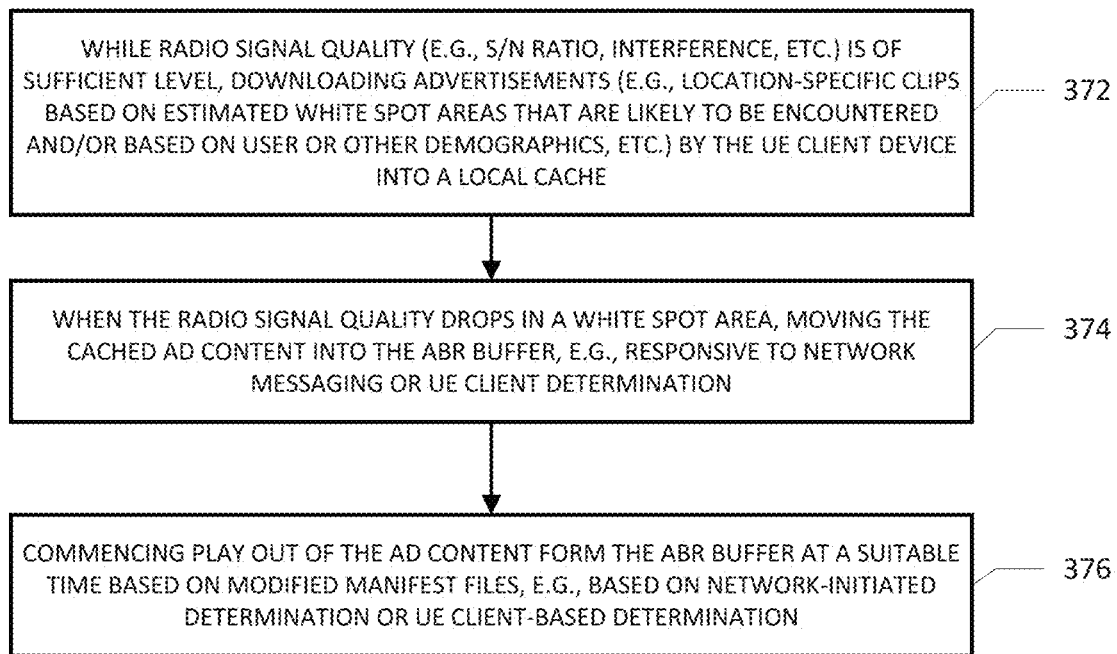 WHILE RADIO SIGNAL QUALITY (E.G., S/N RATIO, INTERFERENCE, ETC.) IS OF
SUFFICIENT LEVEL, DOWNLOADING ADVERTISEMENTS (E.G., LOCATION-SPECIFIC CLIPS
BASED ON ESTIMATED WHITE SPOT AREAS THAT ARE LIKELY TO BE ENCOUNTERED
AND/OR BASED ON USER OR OTHER DEMOGRAPHICS, ETC.) BY THE UE CLIENT DEVICE
INTO A LOCAL CACHE
372
WHEN THE RADIO SIGNAL QUALITY DROPS IN A WHITE SPOT AREA, MOVING THE
CACHED AD CONTENT INTO THE ABR BUFFER, E.G., RESPONSIVE TO NETWORK
MESSAGING OR UE CLIENT DETERMINATION
374
COMMENCING PLAY OUT OF THE AD CONTENT FORM THE ABR BUFFER AT A SUITABLE
TIME BASED ON MODIFIED MANIFEST FILES, E.G., BASED ON NETWORK-INITIATED
DETERMINATION OR UE CLIENT-BASED DETERMINATION
376